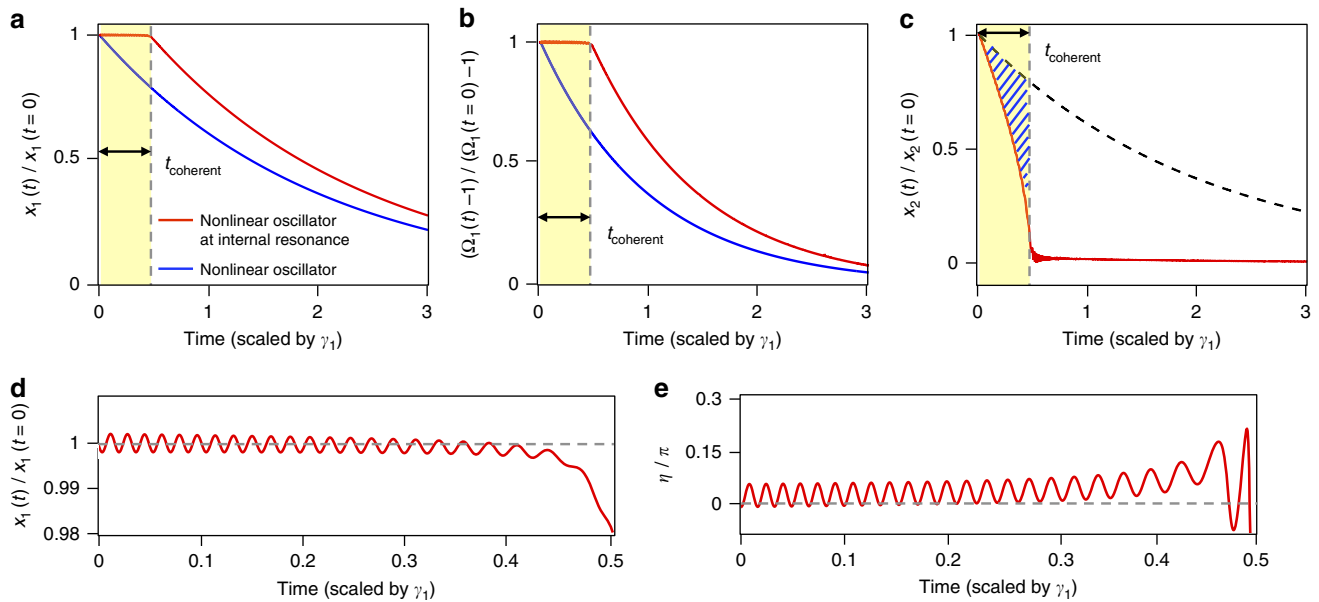 a
x₁ (t) / x₁ (t = 0)
1
0.5
0
t_coherent
Nonlinear oscillator
at internal resonance
Nonlinear oscillator
0 1 2 3
Time (scaled by γ₁)
b
(Ω₁(t) −1) / (Ω₁(t = 0) −1)
1
1
0
t_coherent
0 1 2 3
Time (scaled by γ₁)
c
x₂ (t) / x₂ (t = 0)
1
0.5
0
t_coherent
0 1 2 3
Time (scaled by γ₁)
d
x₁ (t) / x₁ (t = 0)
1
0.99
0.98
0 0.1 0.2 0.3 0.4 0.5
Time (scaled by γ₁)
e
η / π
0.3
0.15
0
0 0.1 0.2 0.3 0.4 0.5
Time (scaled by γ₁)